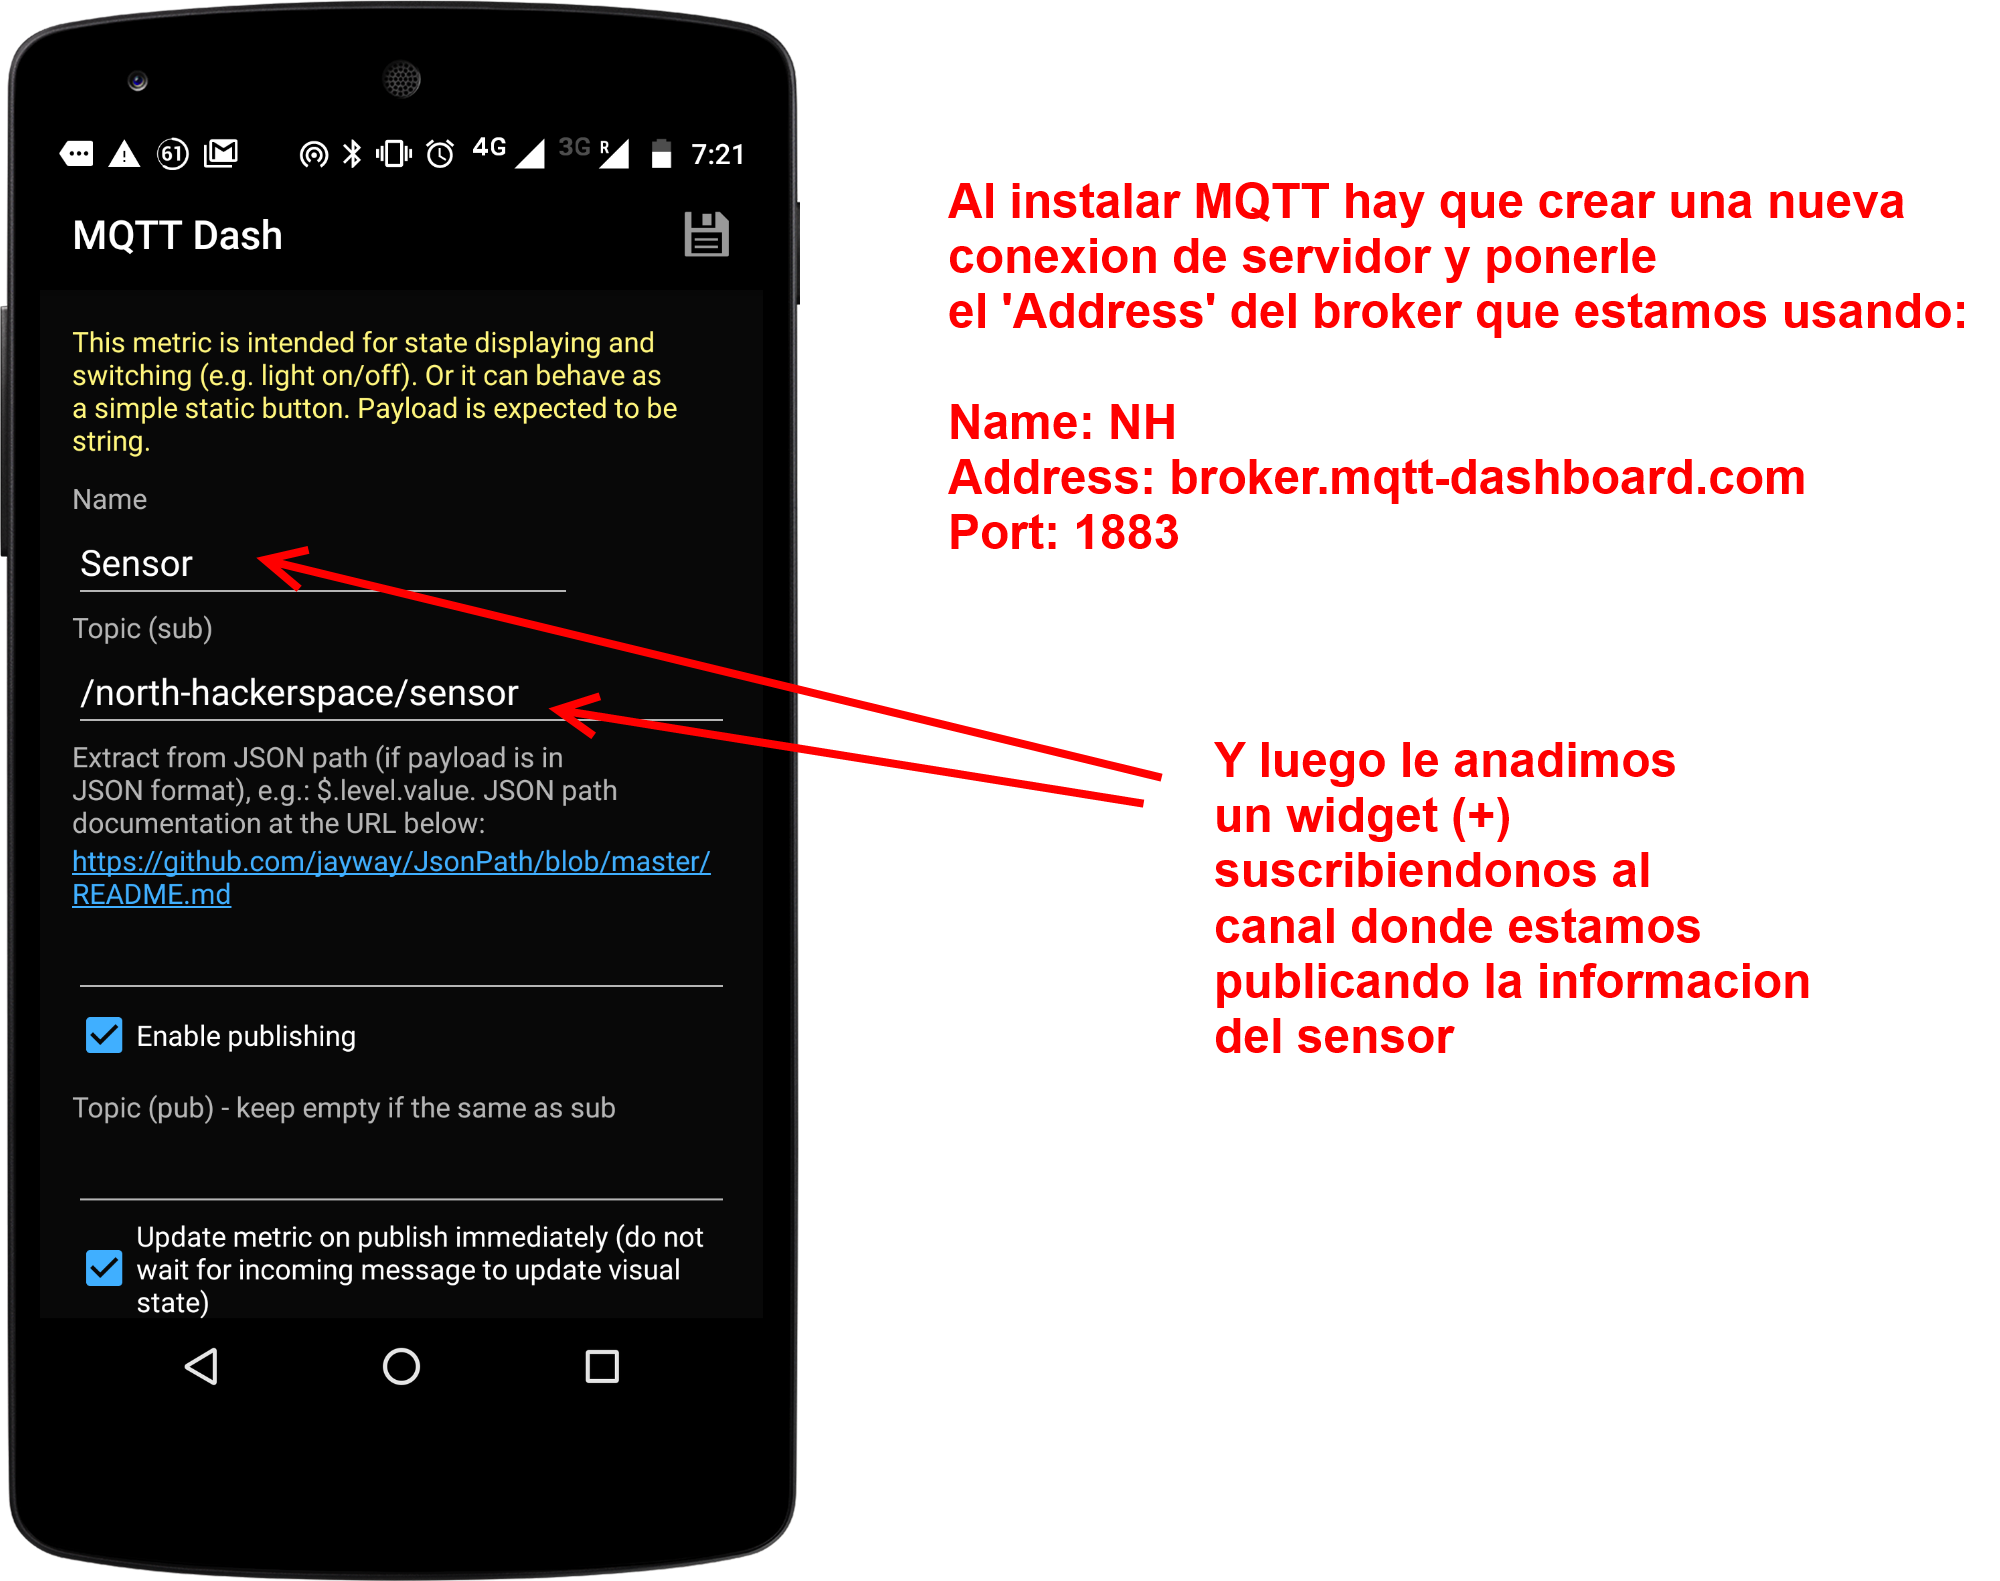 61
4G
3G
R
7:21
MQTT Dash
This metric is intended for state displaying and
switching (e.g. light on/off). Or it can behave as
a simple static button. Payload is expected to be
string.
Name
Sensor
Topic (sub)
/north-hackerspace/sensor
Extract from JSON path (if payload is in
JSON format), e.g.: $.level.value. JSON path
documentation at the URL below:
https://github.com/jayway/JsonPath/blob/master/
README.md
Enable publishing
Topic (pub) - keep empty if the same as sub
Update metric on publish immediately (do not
wait for incoming message to update visual
state)
Al instalar MQTT hay que crear una nueva
conexion de servidor y ponerle
el 'Address' del broker que estamos usando:
Name: NH
Address: broker.mqtt-dashboard.com
Port: 1883
Y luego le anadimos
un widget (+)
suscribiendonos al
canal donde estamos
publicando la informacion
del sensor